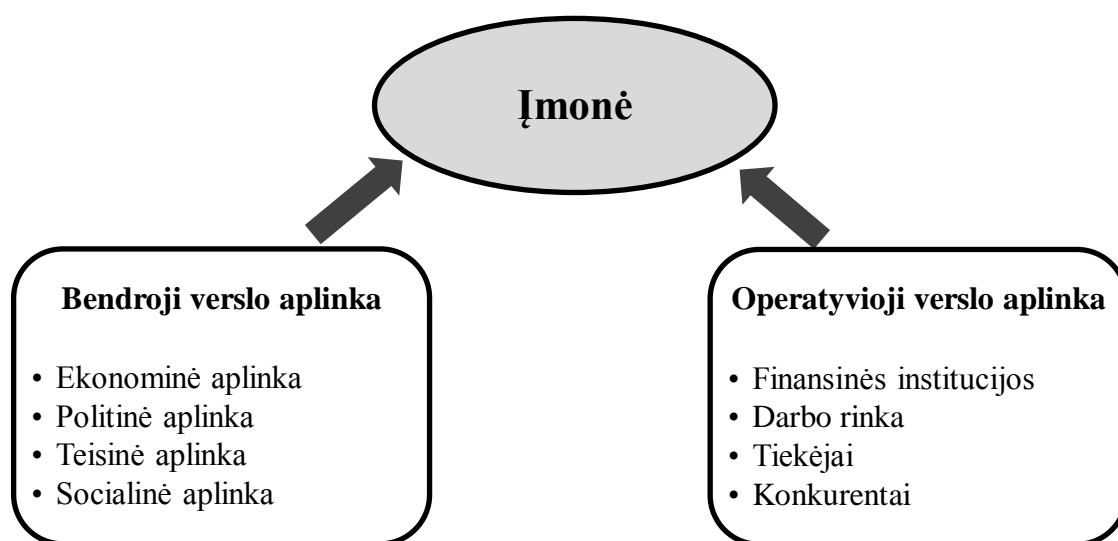 Įmonė
Bendroji verslo aplinka
• Ekonominė aplinka
• Politinė aplinka
• Teisinė aplinka
• Socialinė aplinka
Operatyvioji verslo aplinka
• Finansinės institucijos
• Darbo rinka
• Tiekėjai
• Konkurentai